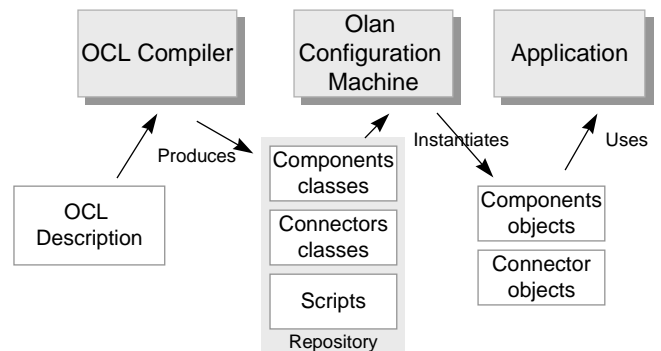 OCL Compiler
Olan
Configuration
Machine
Application
Produces
Instantiates
Uses
OCL
Description
Components
classes
Connectors
classes
Scripts
Repository
Components
objects
Connector
objects